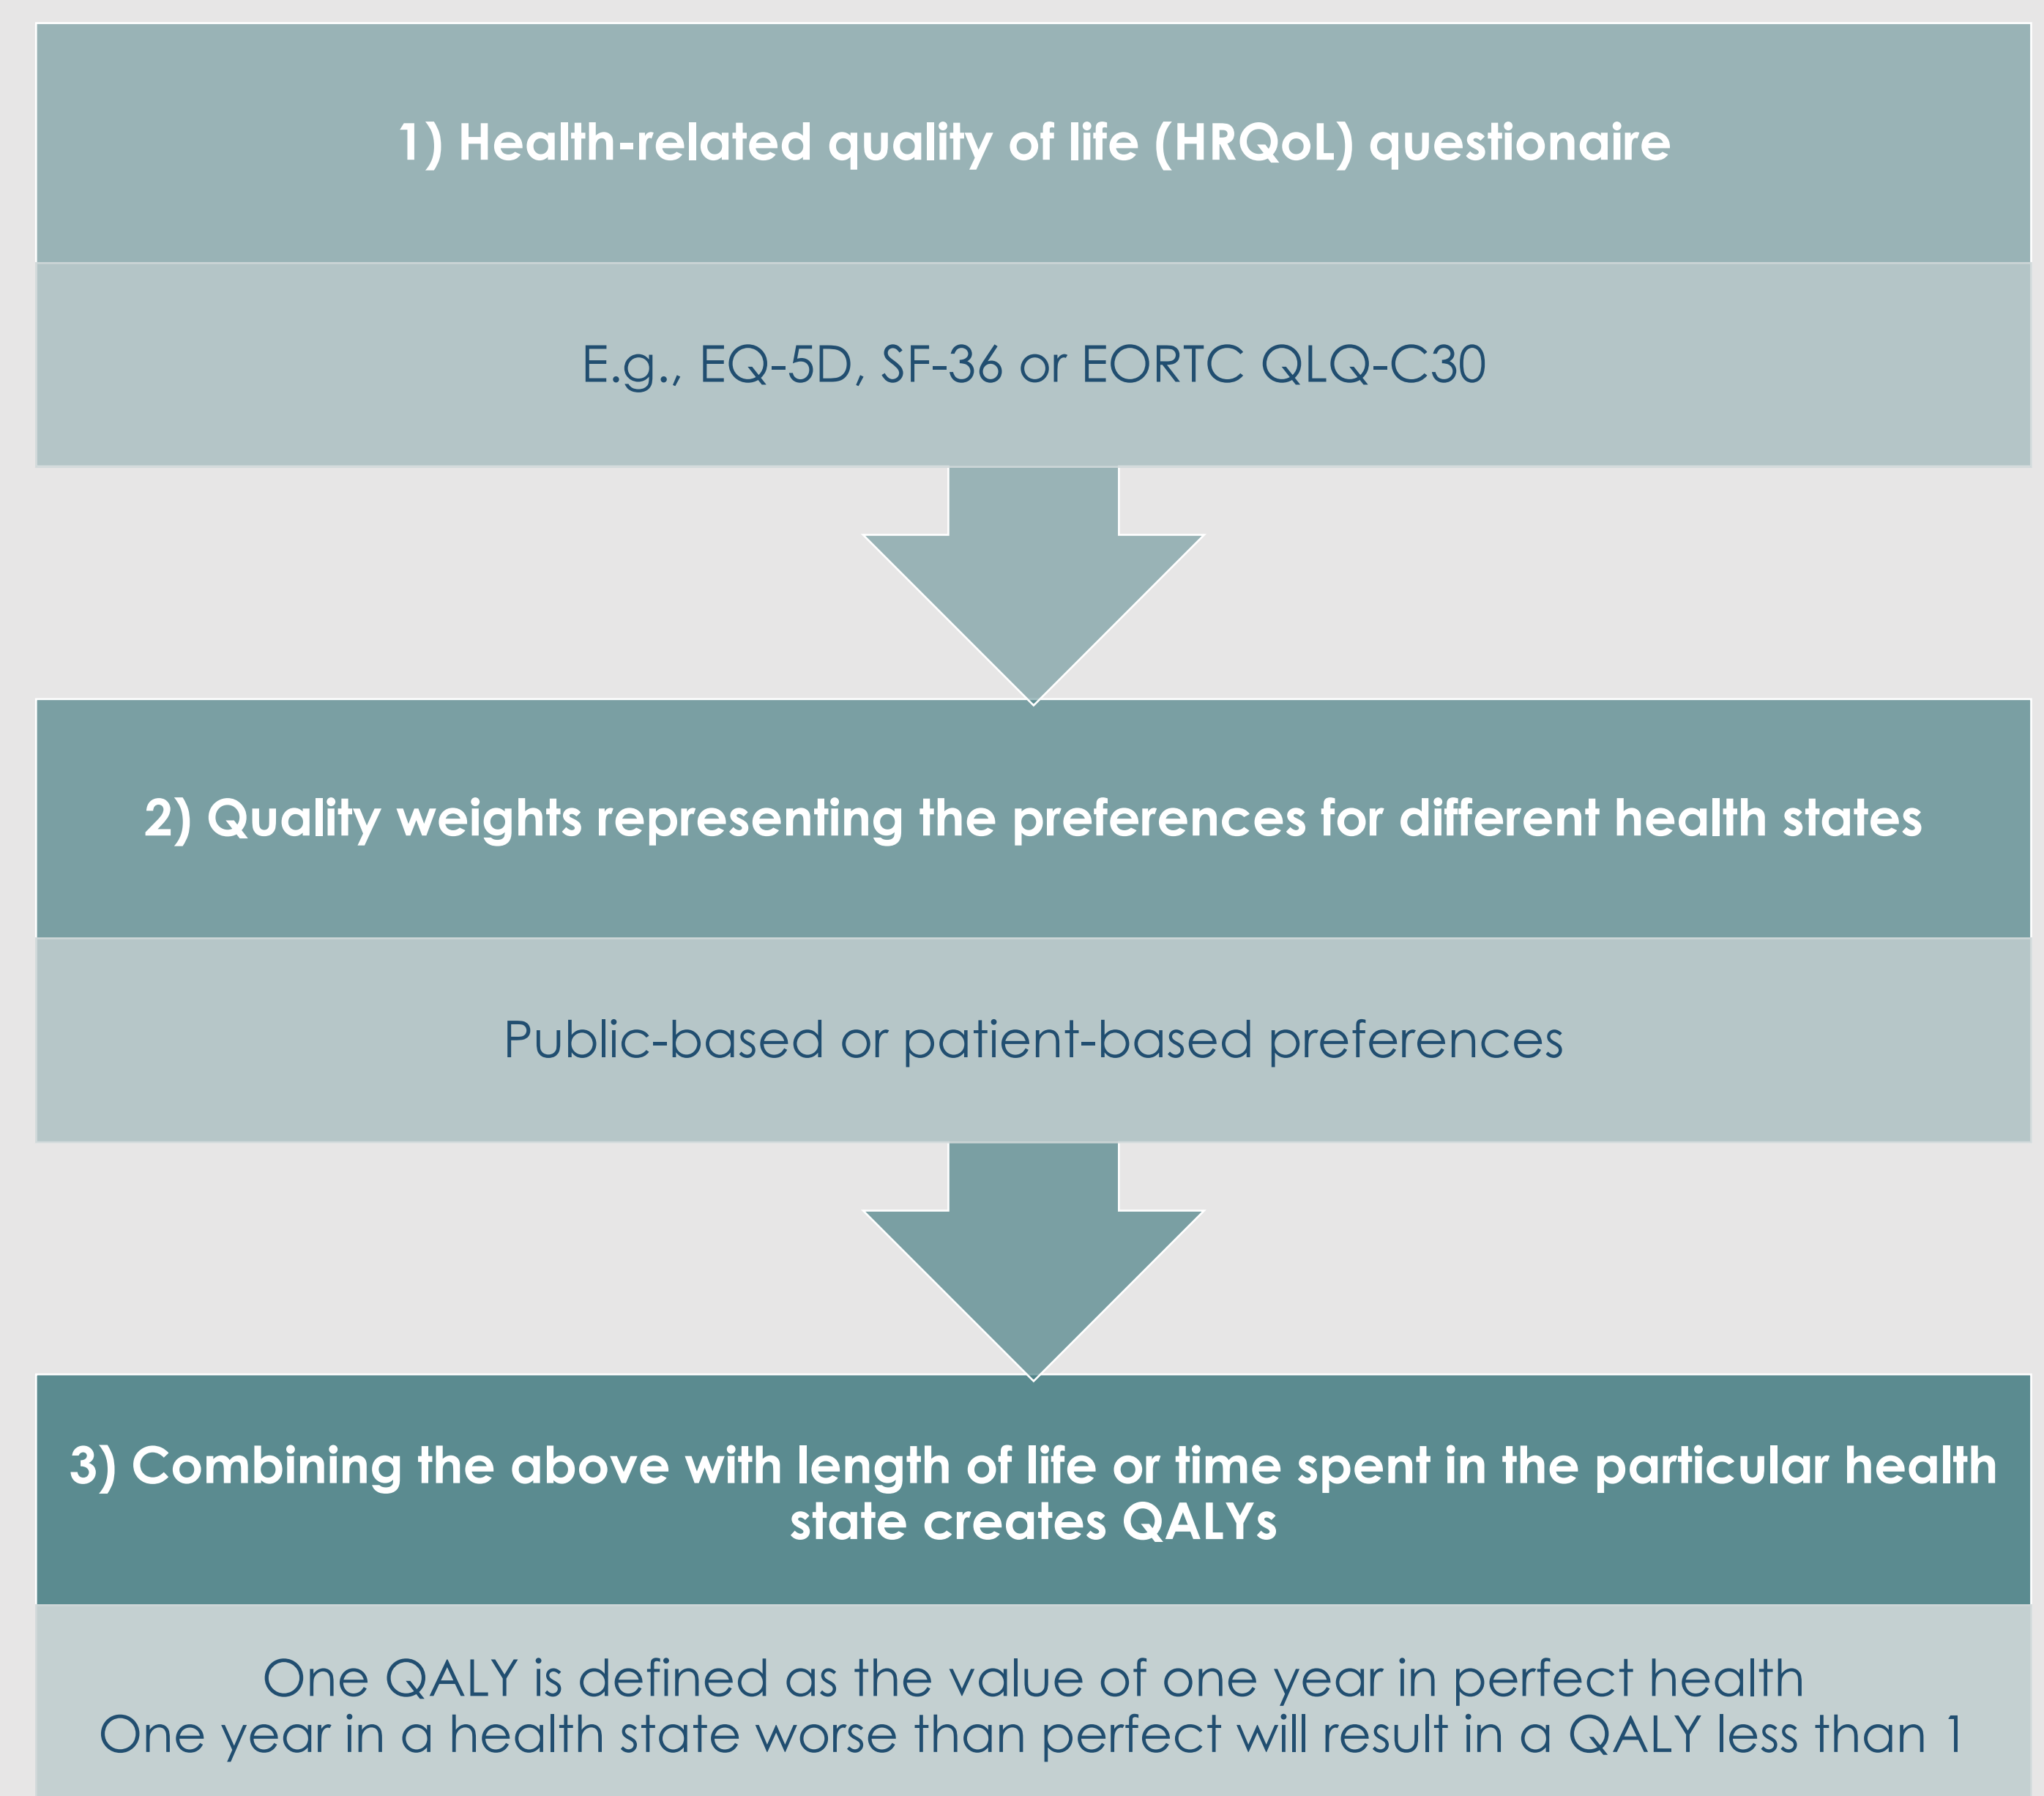 1) Health-related quality of life (HRQoL) questionaire
E.g., EQ-5D, SF-36 or EORTC QLQ-C30
2) Quality weights representing the preferences for different health states
Public-based or patient-based preferences
3) Combining the above with length of life or time spent in the particular health
state creates QALYs
One QALY is defined as the value of one year in perfect health
One year in a health state worse than perfect will result in a QALY less than 1